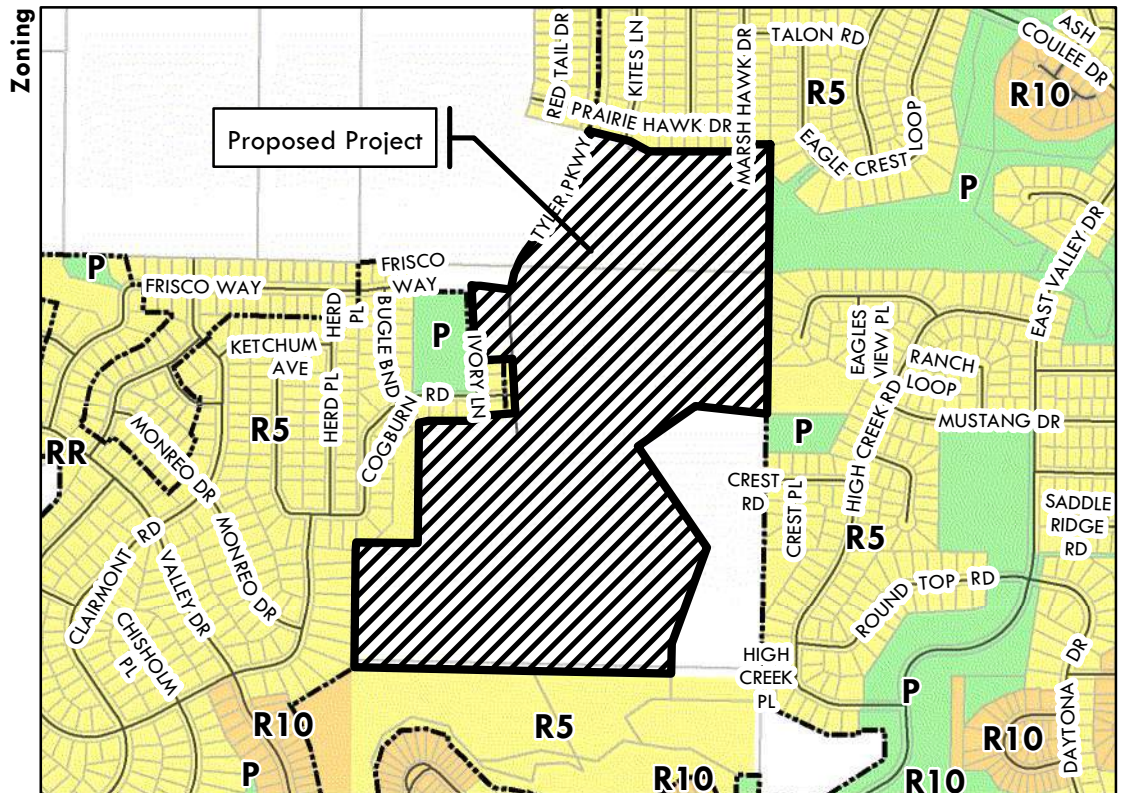 Zoning
Proposed Project
RED TAIL DR
KITES LN
MARSH HAWK DR
TALON RD
ASH
COULEE DR
R5
R10
PRAIRIE HAWK DR
EAGLE CREST LOOP
TYLER PKWY
P
EAST VALLEY DR
P
FRISCO WAY
FRISCO
WAY
HERD
PL
BUGLE BND
P
IVORY LN
KETCHUM
AVE
HERD PL
COGBURN RD
EAGLES
VIEW PL
RANCH
LOOP
HIGH CREEK RD
MUSTANG DR
P
R5
RR
MONREO DR
MONREO DR
CREST
RD
CREST PL
R5
SADDLE
RIDGE
RD
CLAIRMONT RD
VALLEY DR
CHISHOLM
PL
ROUND TOP RD
HIGH
CREEK
PL
P
DAYTONA DR
R10
R5
R10
P
R10
R10